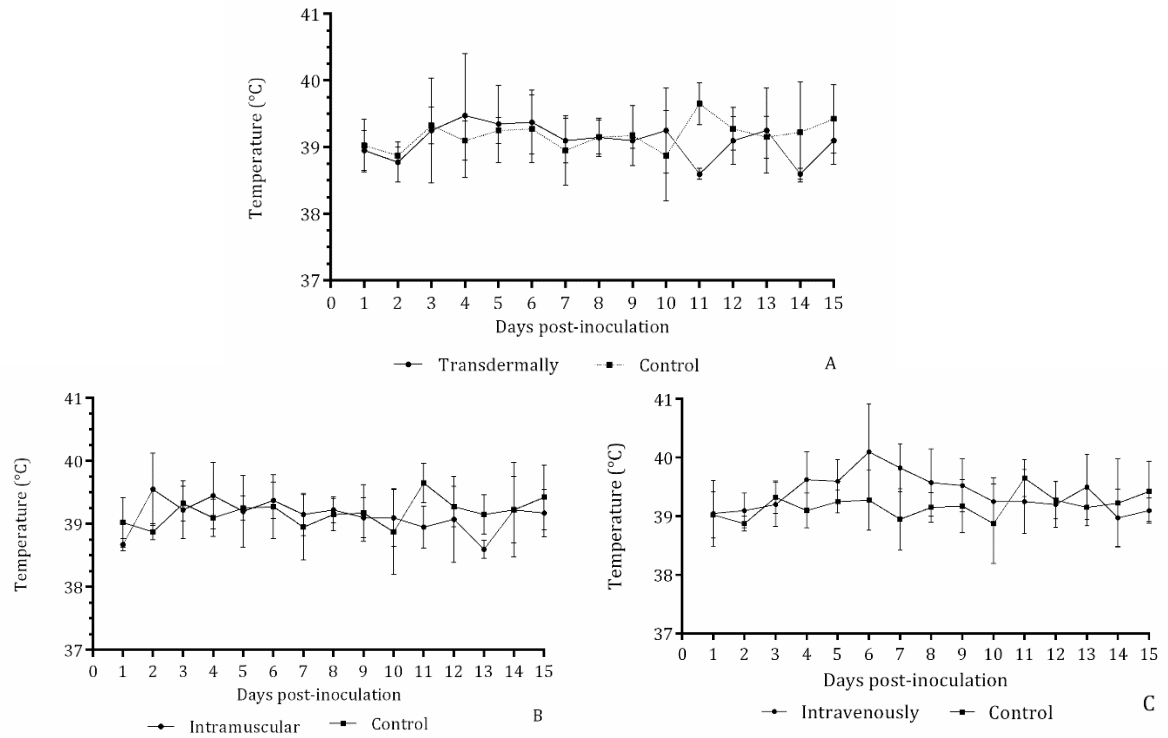 41
40
39
38
37
Temperature (°C)
0 1 2 3 4 5 6 7 8 9 10 11 12 13 14 15
Days post-inoculation
Transdermally Control A
41
40
39
38
37
Temperature (°C)
0 1 2 3 4 5 6 7 8 9 10 11 12 13 14 15
Days post-inoculation
Intramuscular Control B
41
40
39
38
37
Temperature (°C)
0 1 2 3 4 5 6 7 8 9 10 11 12 13 14 15
Days post-inoculation
Intravenously Control C